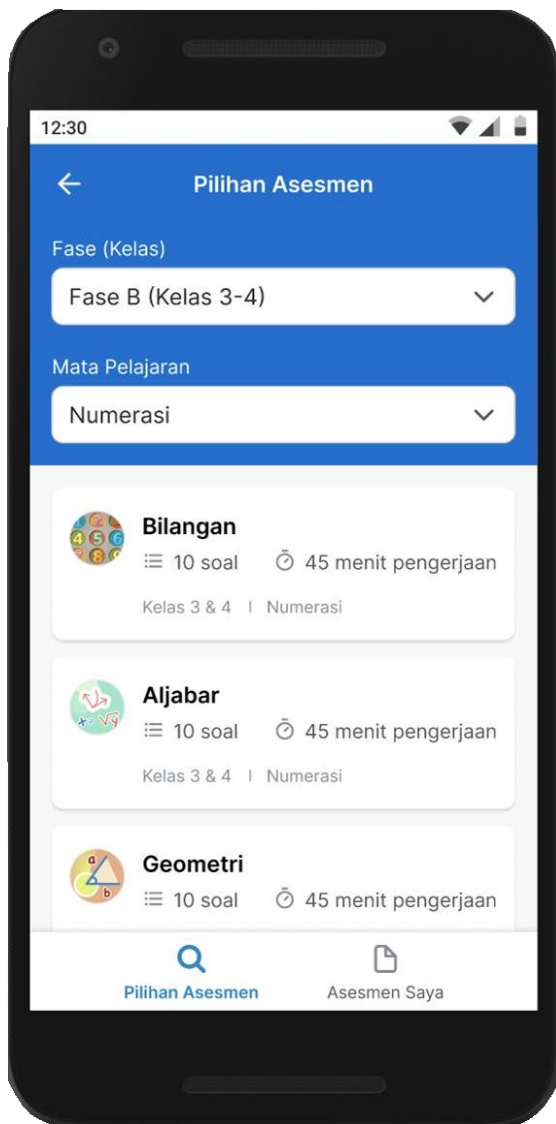 12:30
Pilihan Asesmen
Fase (Kelas)
Fase B (Kelas 3-4)
Mata Pelajaran
Numerasi
Bilangan
10 soal 45 menit pengerjaan
Kelas 3 & 4 | Numerasi
Aljabar
10 soal 45 menit pengerjaan
Kelas 3 & 4 | Numerasi
Geometri
10 soal 45 menit pengerjaan
Pilihan Asesmen Asesmen Saya